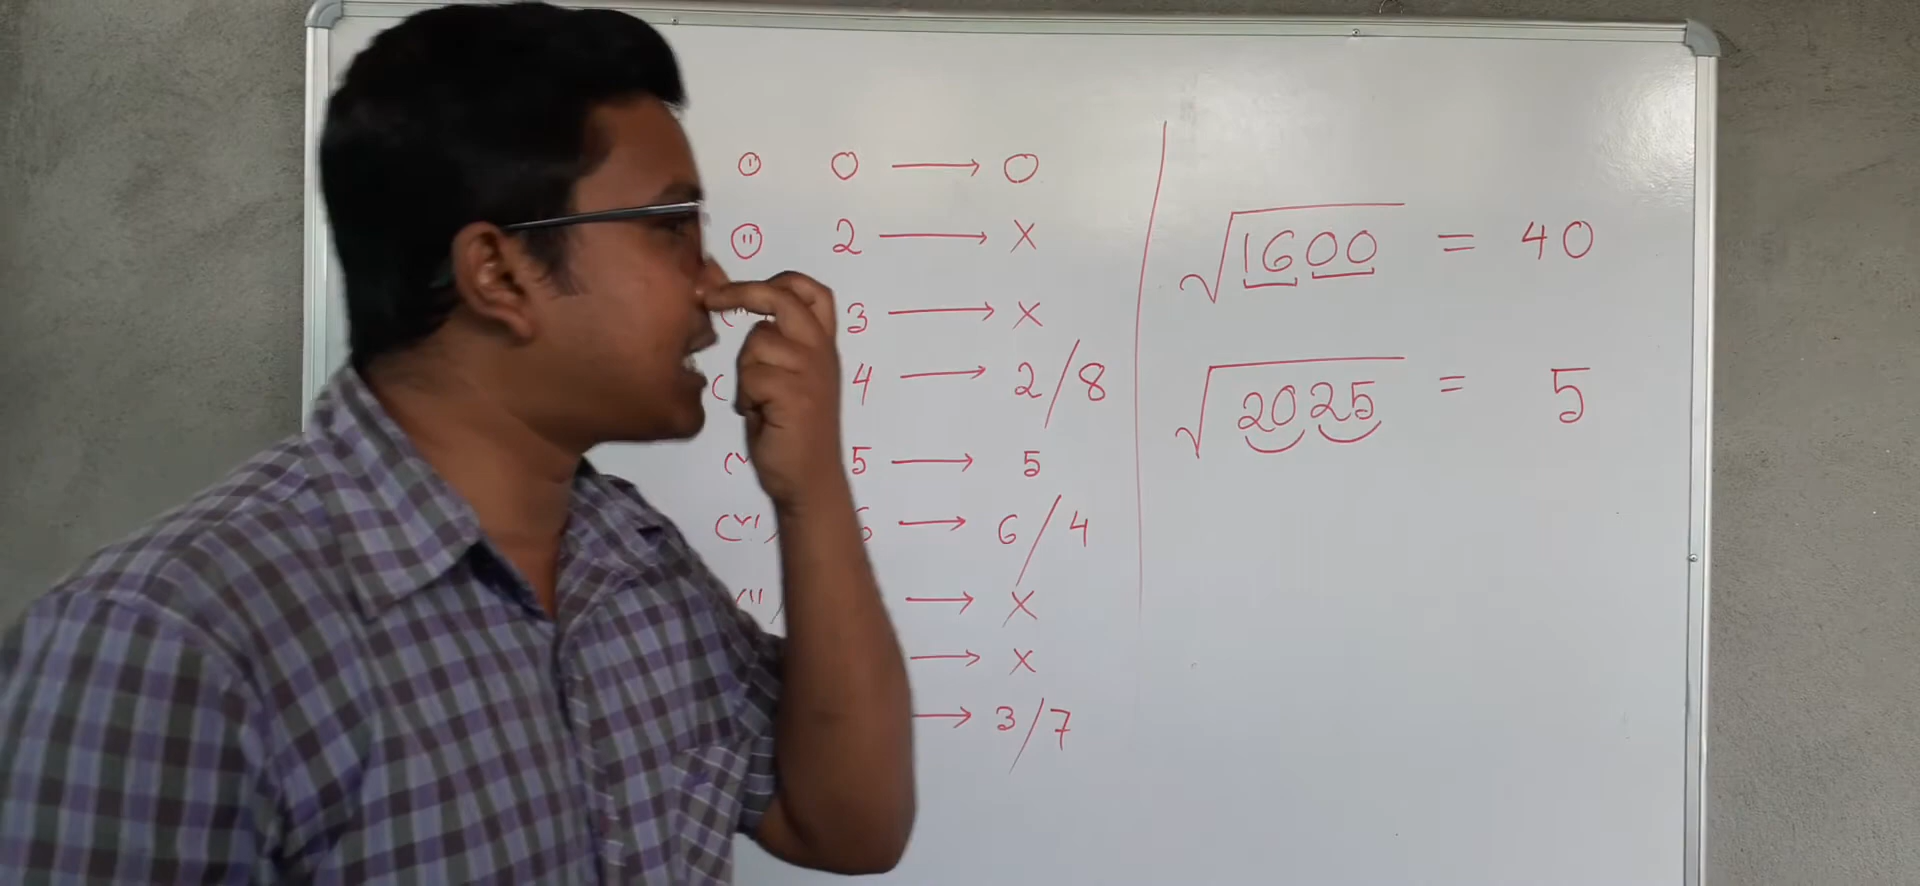 (i) 0 → 0
(ii) 2 → ×
3 → ×
4 → 2/8
5 → 5
(vi) 6 → 6/4
→ ×
→ ×
→ 3/7
√1600 = 40
√2025 = 5